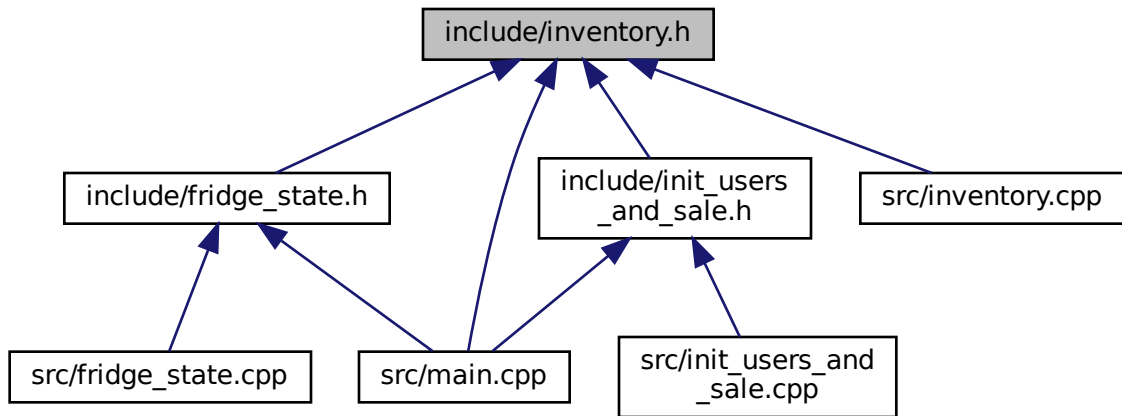 include/inventory.h
include/fridge_state.h
include/init_users
_and_sale.h
src/inventory.cpp
src/fridge_state.cpp
src/main.cpp
src/init_users_and
_sale.cpp